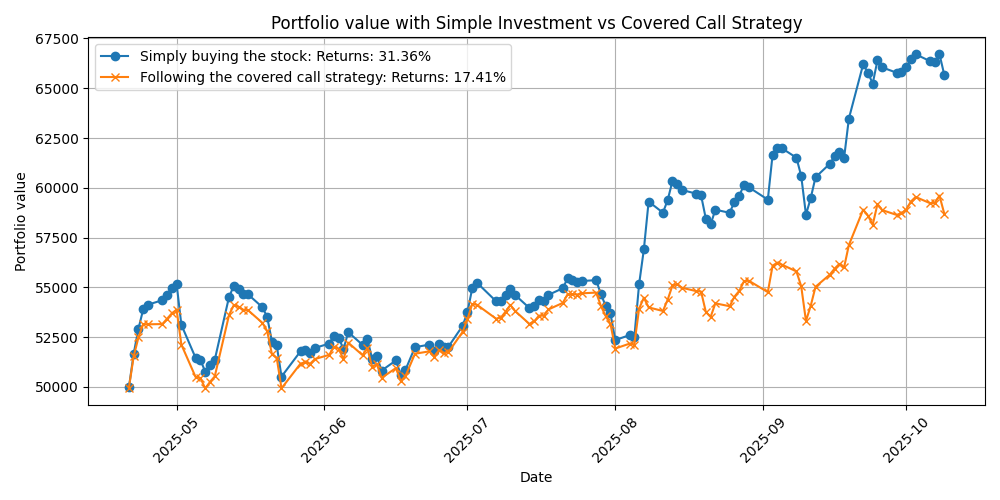 Portfolio value with Simple Investment vs Covered Call Strategy
Simply buying the stock: Returns: 31.36%
Following the covered call strategy: Returns: 17.41%
Portfolio value
67500
65000
62500
60000
57500
55000
52500
50000
2025-05
2025-06
2025-07
2025-08
2025-09
2025-10
Date